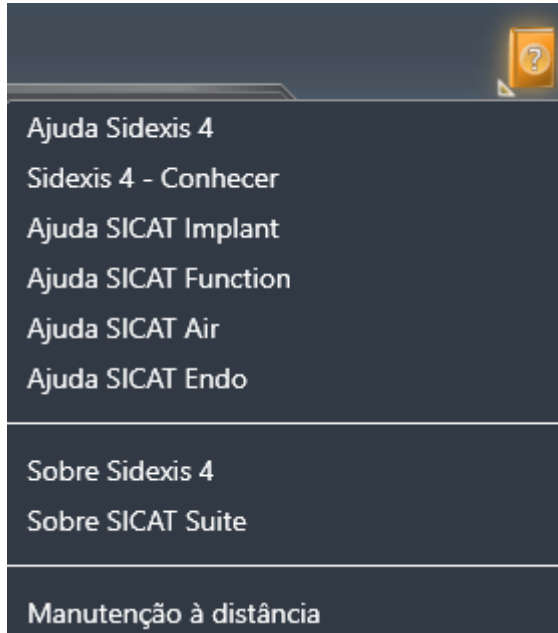 ?
Ajuda Sidexis 4
Sidexis 4 - Conhecer
Ajuda SICAT Implant
Ajuda SICAT Function
Ajuda SICAT Air
Ajuda SICAT Endo
Sobre Sidexis 4
Sobre SICAT Suite
Manutenção à distância